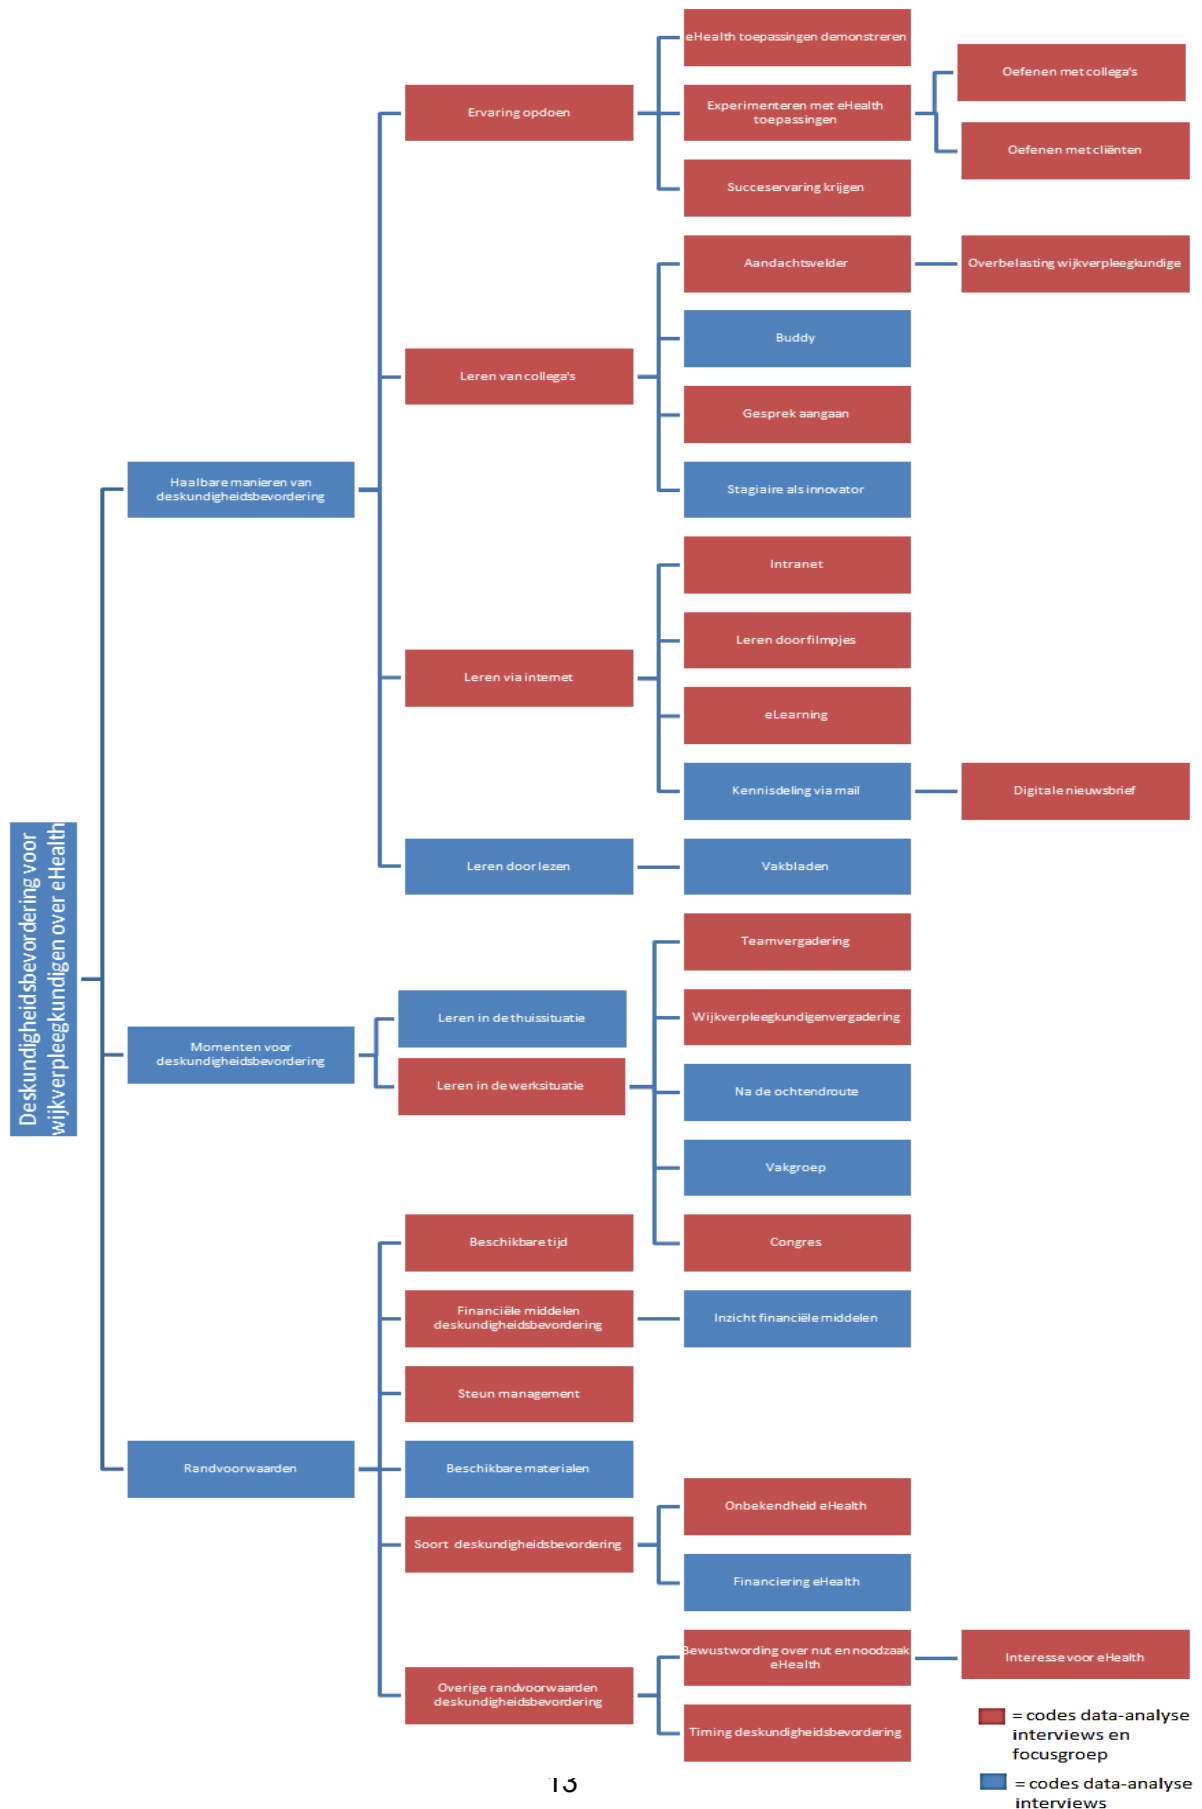 Deskundigheidsbevordering voor
wijkverpleegkundigen over eHealth
Haalbare manieren van
deskundigheidsbevordering
Ervaring opdoen
eHealth toepassingen demonstreren
Experimenteren met eHealth
toepassingen
Oefenen met collega's
Oefenen met cliënten
Succeservaring krijgen
Leren van collega's
Aandachtsvelder
Overbelasting wijkverpleegkundige
Buddy
Gesprek aangaan
Stagiaire als innovator
Leren via internet
Intranet
Leren door filmpjes
eLearning
Kennisdeling via mail
Digitale nieuwsbrief
Leren door lezen
Vakbladen
Momenten voor
deskundigheidsbevordering
Leren in de thuissituatie
Leren in de werksituatie
Teamvergadering
Wijkverpleegkundigenvergadering
Na de ochtendroute
Vakgroep
Congres
Randvoorwaarden
Beschikbare tijd
Financiële middelen
deskundigheidsbevordering
Inzicht financiële middelen
Steun management
Beschikbare materialen
Soort deskundigheidsbevordering
Onbekendheid eHealth
Financiering eHealth
Overige randvoorwaarden
deskundigheidsbevordering
Bewustwording over nut en noodzaak
eHealth
Interesse voor eHealth
Timing deskundigheidsbevordering
= codes data-analyse
interviews en
focusgroep
= codes data-analyse
interviews
13